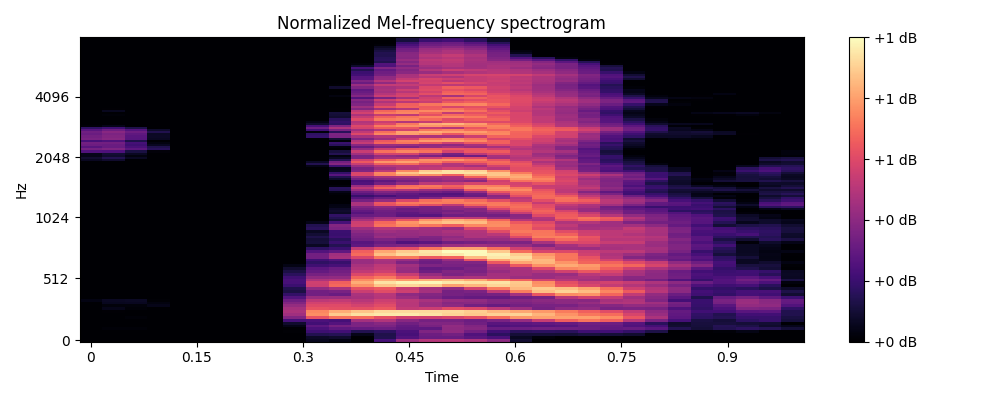 Normalized Mel-frequency spectrogram
Hz
4096
2048
1024
512
0
0 0.15 0.3 0.45 0.6 0.75 0.9
Time
+1 dB
+1 dB
+1 dB
+0 dB
+0 dB
+0 dB